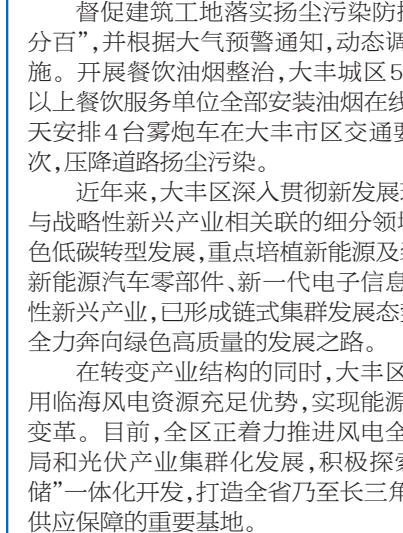 督促建筑工地落实扬尘污染防
分百”,并根据大气预警通知,动态调
施。开展餐饮油烟整治,大丰城区5
以上餐饮服务单位全部安装油烟在线
天安排4台雾炮车在大丰市区交通要
次,压降道路扬尘污染。
近年来,大丰区深入贯彻新发展
与战略性新兴产业相关联的细分领域
色低碳转型发展,重点培植新能源及
新能源汽车零部件、新一代电子信息
性新兴产业,已形成链式集群发展态势
全力奔向绿色高质量的发展之路。
在转变产业结构的同时,大丰区
用临海风电资源充足优势,实现能源
变革。目前,全区正着力推进风电全
局和光伏产业集群化发展,积极探索
储”一体化开发,打造全省乃至长三角
供应保障的重要基地。